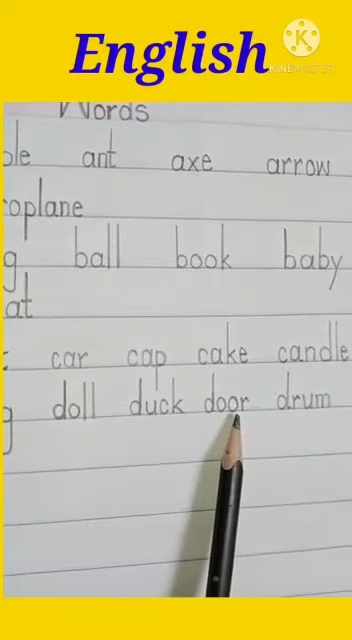 English
KINEMASTER
Words
ant axe arrow
ball book baby
car cap cake candle
doll duck door drum